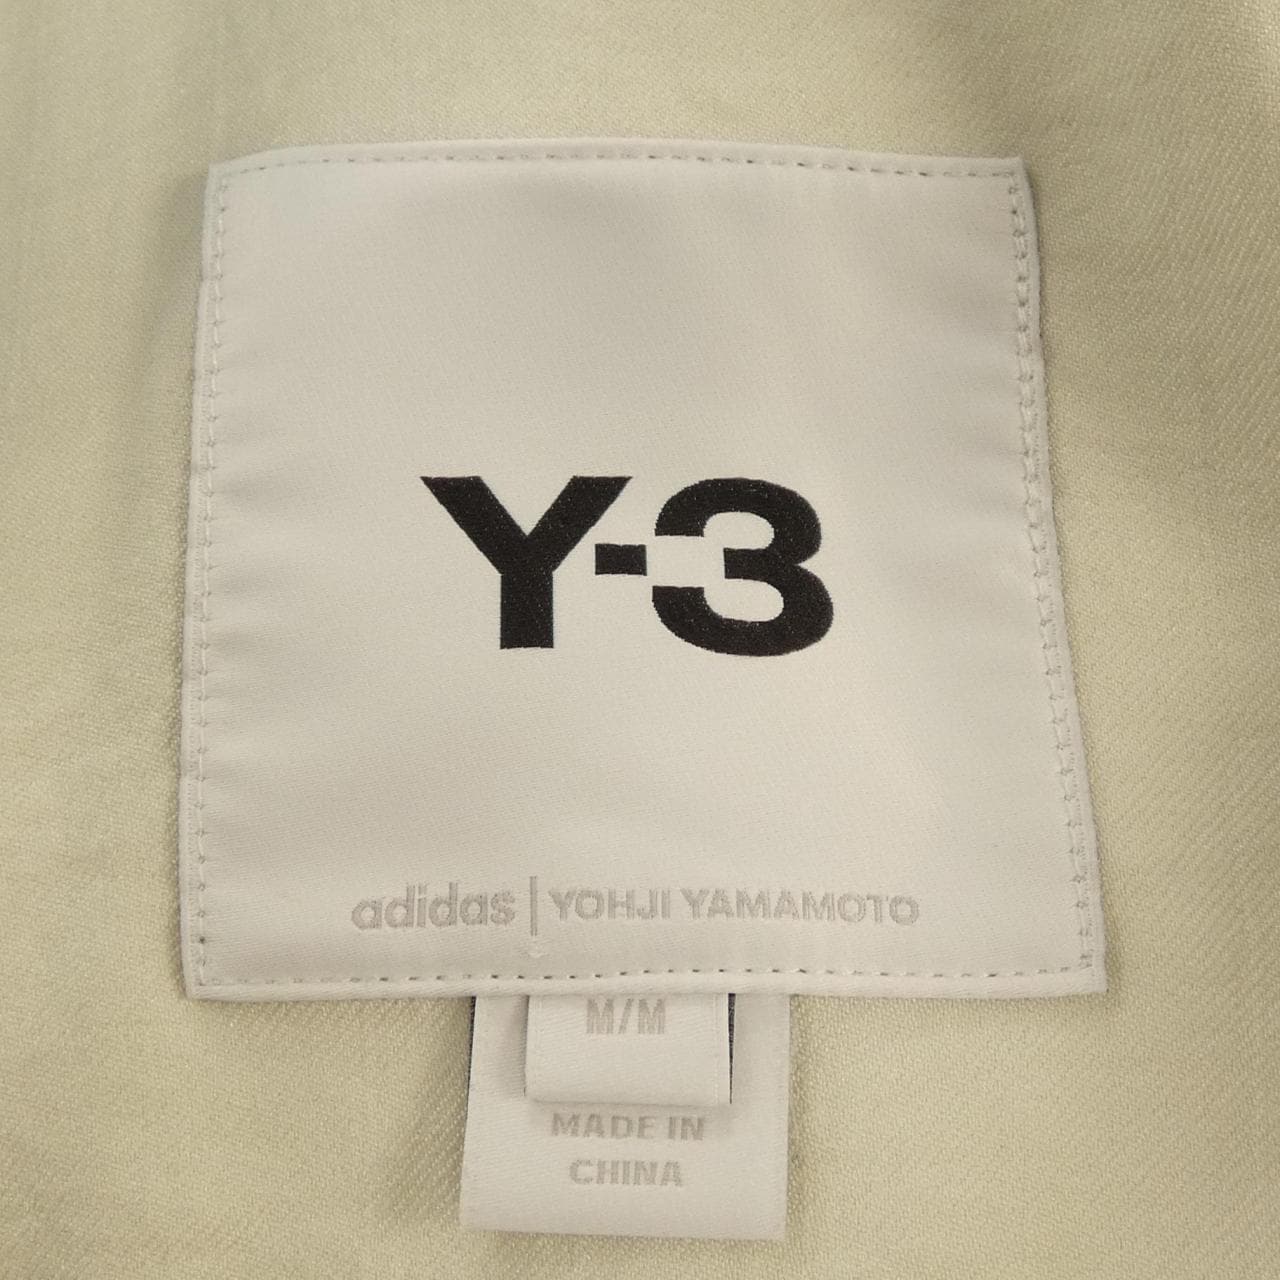 Y-3
adidas | YOHJI YAMAMOTO
M/M
MADE IN
CHINA